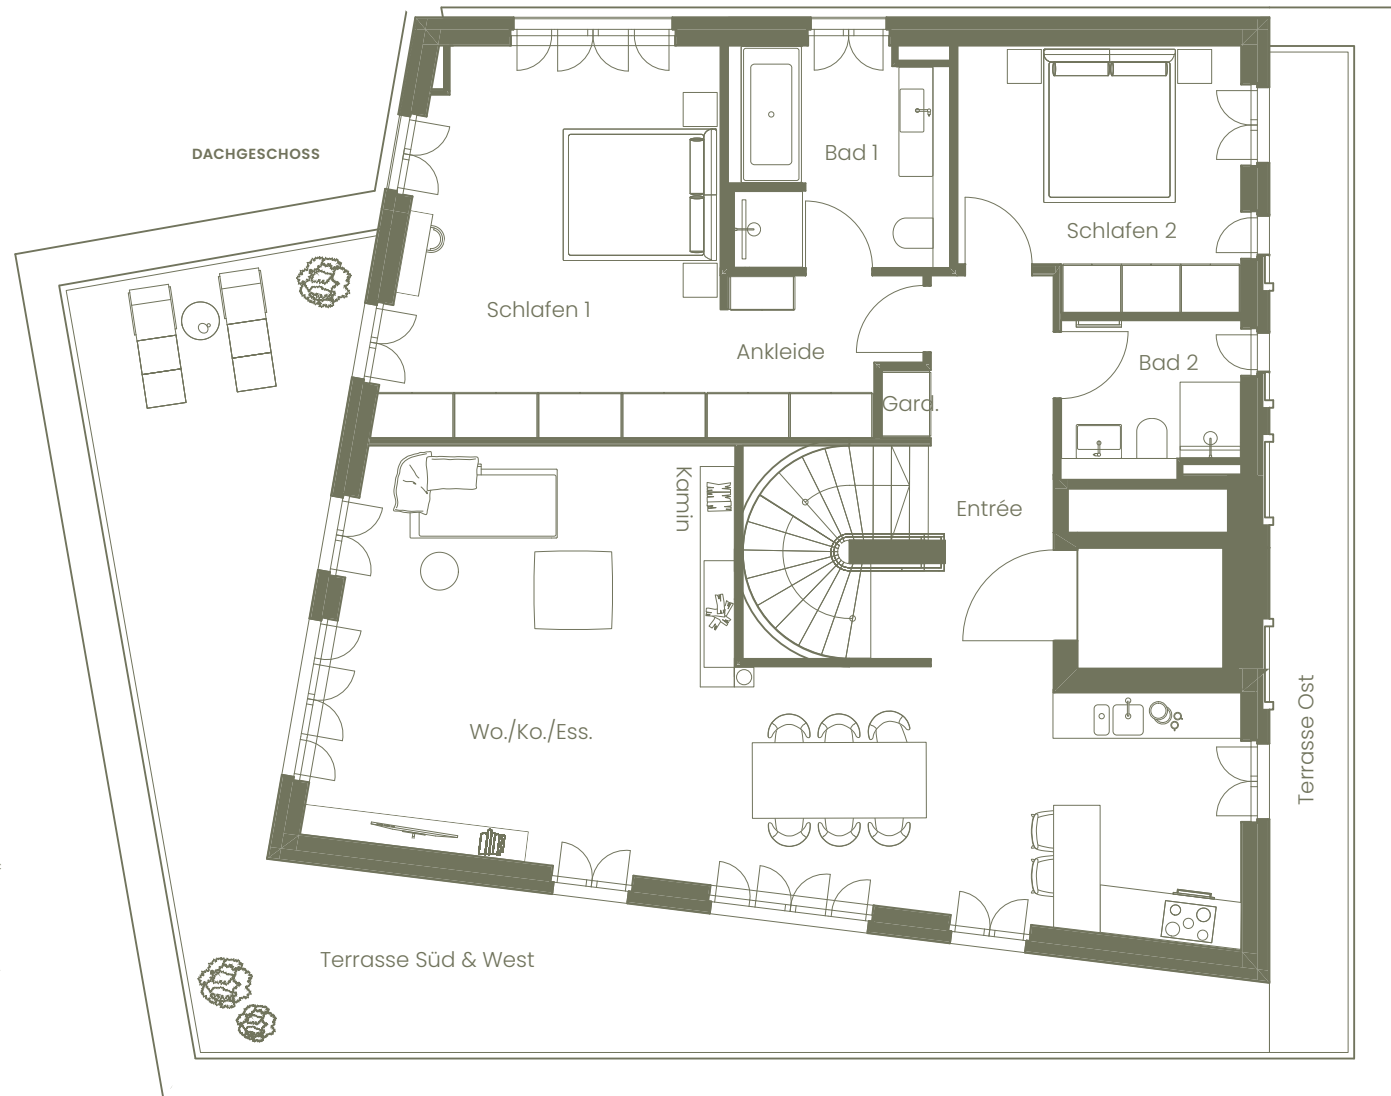 DACHGESCHOSS
Bad 1
Schlafen 2
Schlafen 1
Ankleide
Bad 2
Gard.
Kamin
Entrée
Wo./Ko./Ess.
Terrasse Ost
Terrasse Süd & West